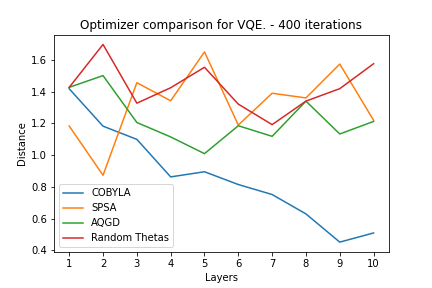 Optimizer comparison for VQE. - 400 iterations
Distance
1.6
1.4
1.2
1.0
0.8
0.6
0.4
COBYLA
SPSA
AQGD
Random Thetas
1 2 3 4 5 6 7 8 9 10
Layers